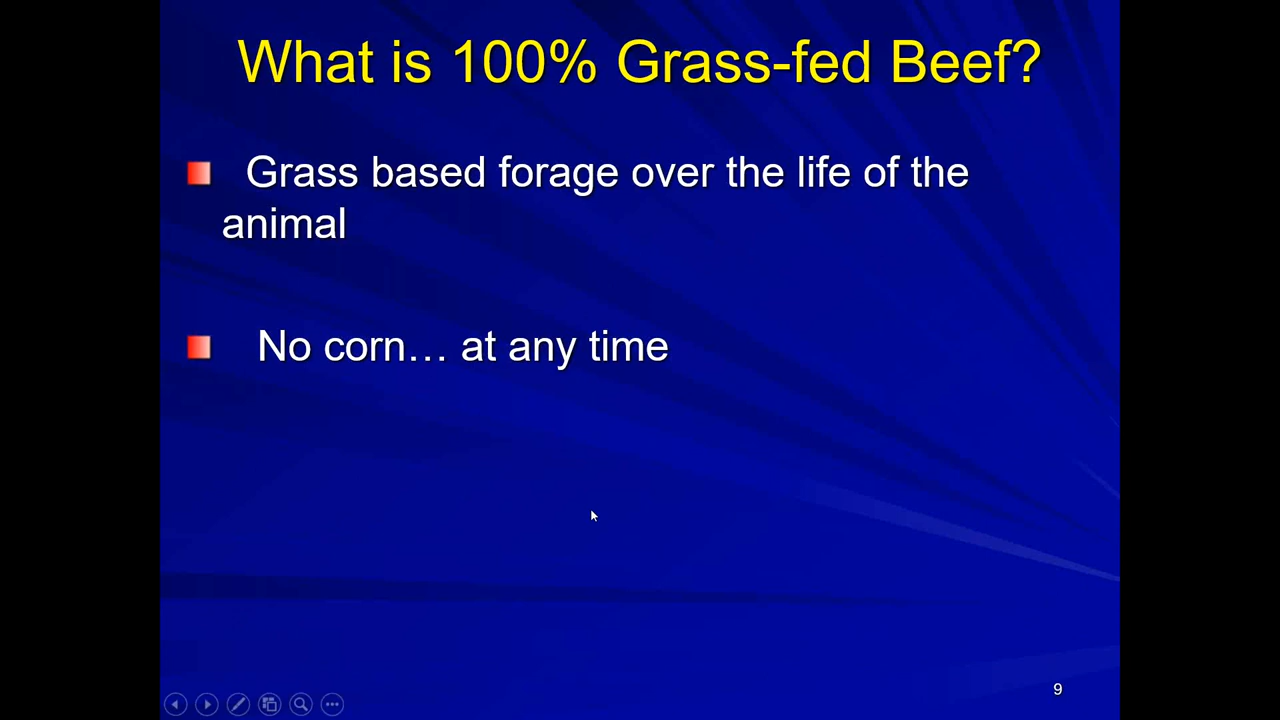 What is 100% Grass-fed Beef?
Grass based forage over the life of the
animal
No corn… at any time
9